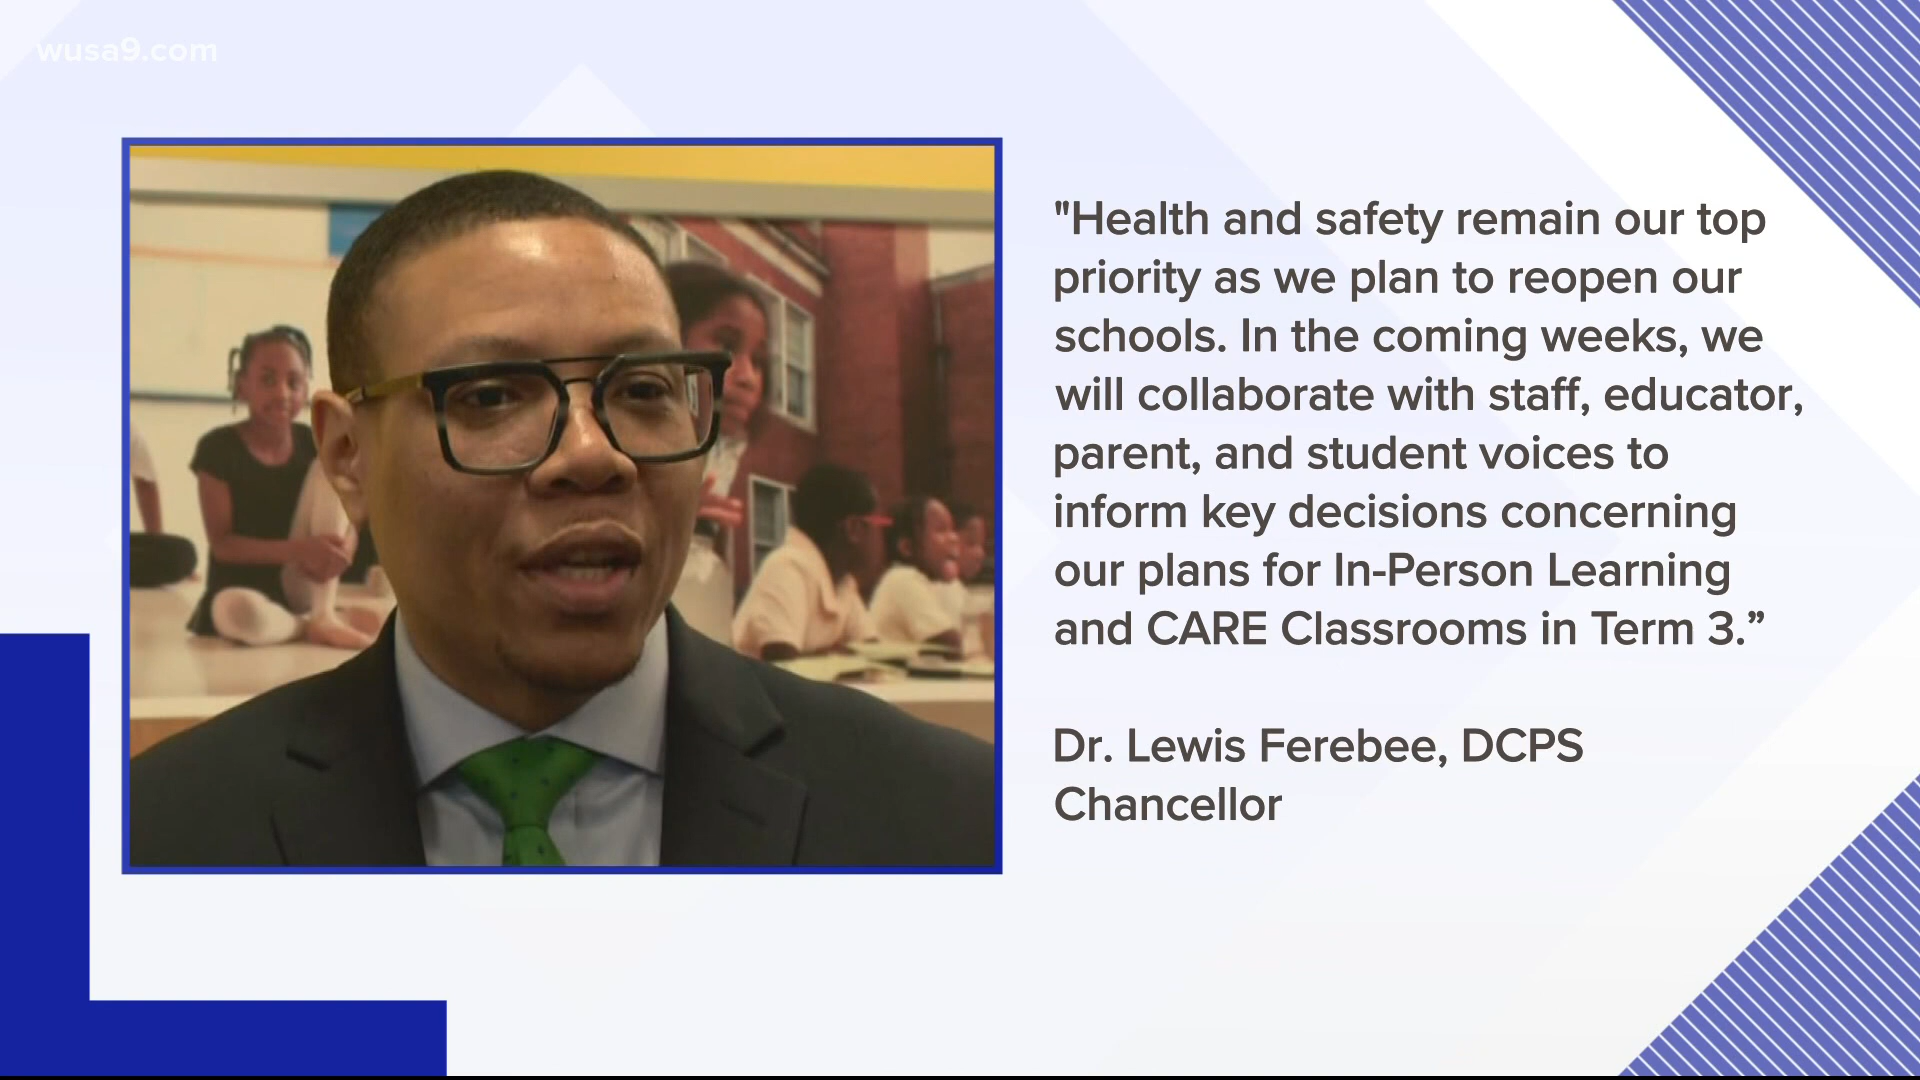 wusa9.com
"Health and safety remain our top
priority as we plan to reopen our
schools. In the coming weeks, we
will collaborate with staff, educator,
parent, and student voices to
inform key decisions concerning
our plans for In-Person Learning
and CARE Classrooms in Term 3.”
Dr. Lewis Ferebee, DCPS
Chancellor